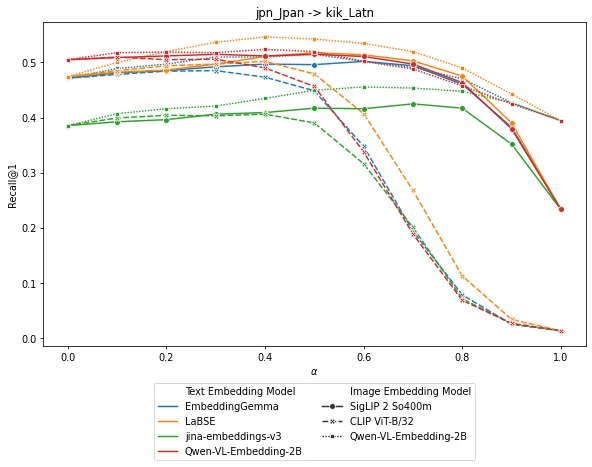 jpn_Jpan -> kik_Latn
Recall@1
0.5
0.4
0.3
0.2
0.1
0.0
0.0 0.2 0.4 0.6 0.8 1.0
α
Text Embedding Model
EmbeddingGemma
LaBSE
jina-embeddings-v3
Qwen-VL-Embedding-2B
Image Embedding Model
SigLIP 2 So400m
CLIP ViT-B/32
Qwen-VL-Embedding-2B